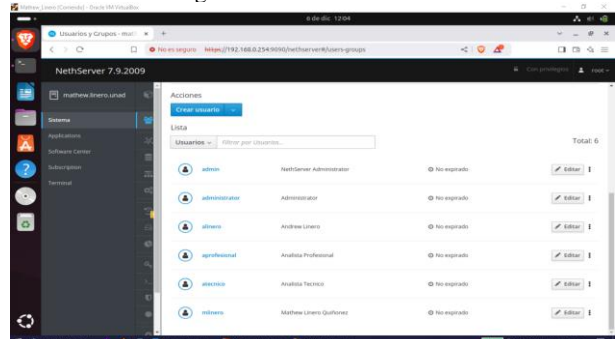 Mathew_Linero [Corriendo] - Oracle VM VirtualBox
8 de dic 12:04
Usuarios y Grupos - mat
No es seguro https://192.168.0.254:9090/nethserver#/users-groups
NethServer 7.9.2009
Con privilegios
root
mathew.linero.unad
Sistema
Applications
Software Center
Subscription
Terminal
Acciones
Crear usuario
Lista
Usuarios
Filtrar por Usuarios...
Total: 6
admin NethServer Administrator No expirado Editar
administrator Administrator No expirado Editar
alinero Andrew Linero No expirado Editar
aprofesional Analista Profesional No expirado Editar
atecnico Analista Tecnico No expirado Editar
mlinero Mathew Linero Quiñonez No expirado Editar